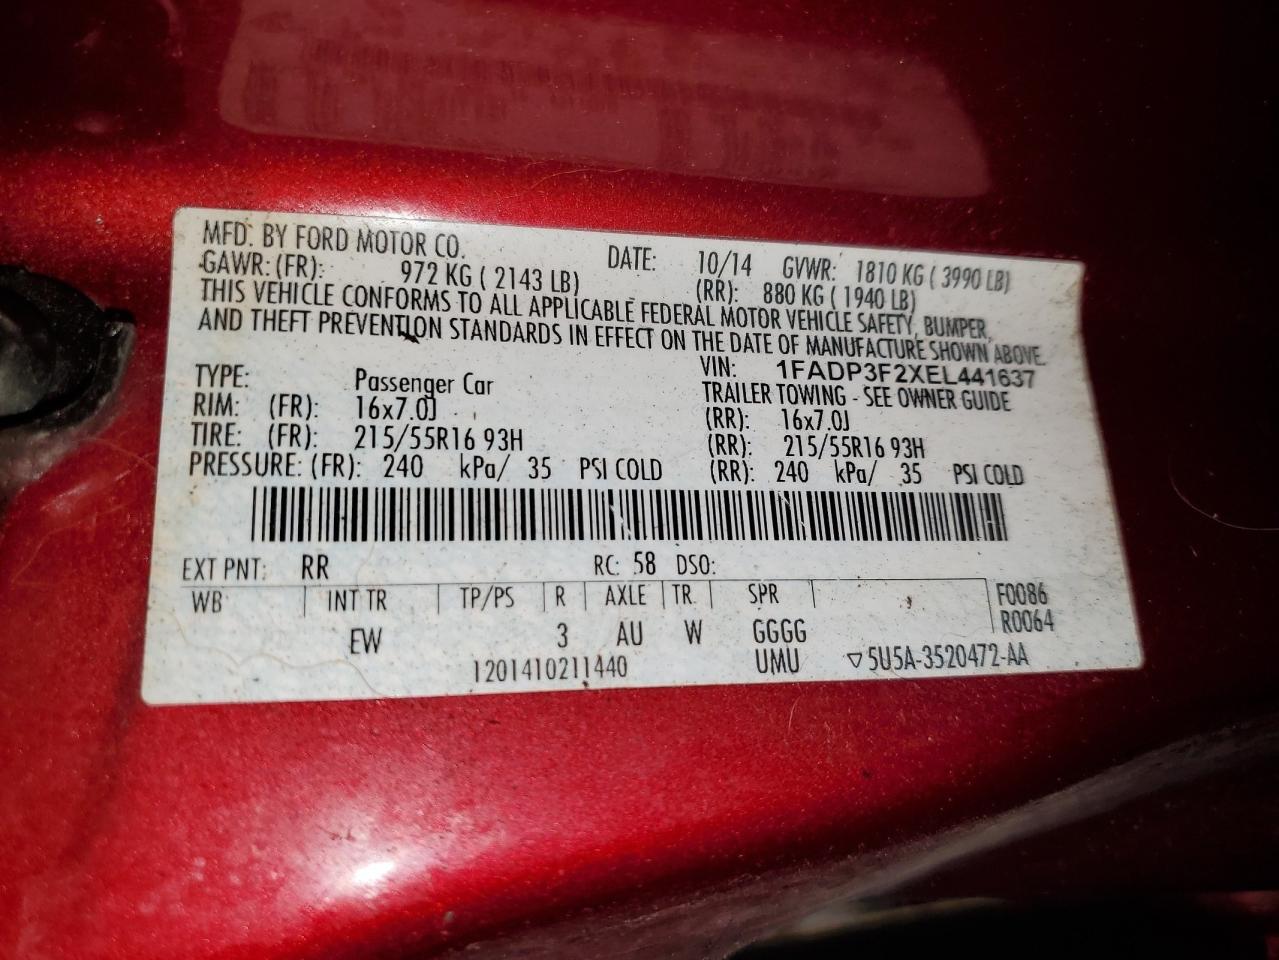 MFD. BY FORD MOTOR CO.
DATE: 10/14 GVWR: 1810 KG ( 3990 LB)
GAWR: (FR): 972 KG ( 2143 LB) (RR): 880 KG ( 1940 LB)
THIS VEHICLE CONFORMS TO ALL APPLICABLE FEDERAL MOTOR VEHICLE SAFETY, BUMPER,
AND THEFT PREVENTION STANDARDS IN EFFECT ON THE DATE OF MANUFACTURE SHOWN ABOVE.
VIN: 1FADP3F2XEL441637
TYPE: Passenger Car TRAILER TOWING - SEE OWNER GUIDE
RIM: (FR): 16x7.0J (RR): 16x7.0J
TIRE: (FR): 215/55R16 93H (RR): 215/55R16 93H
PRESSURE: (FR): 240 kPa/ 35 PSI COLD (RR): 240 kPa/ 35 PSI COLD
EXT PNT: RR RC: 58 DSO:
WB INT TR TP/PS R AXLE TR SPR F0086
EW 3 AU W GGGG R0064
1201410211440 UMU ▽5U5A-3520472-AA